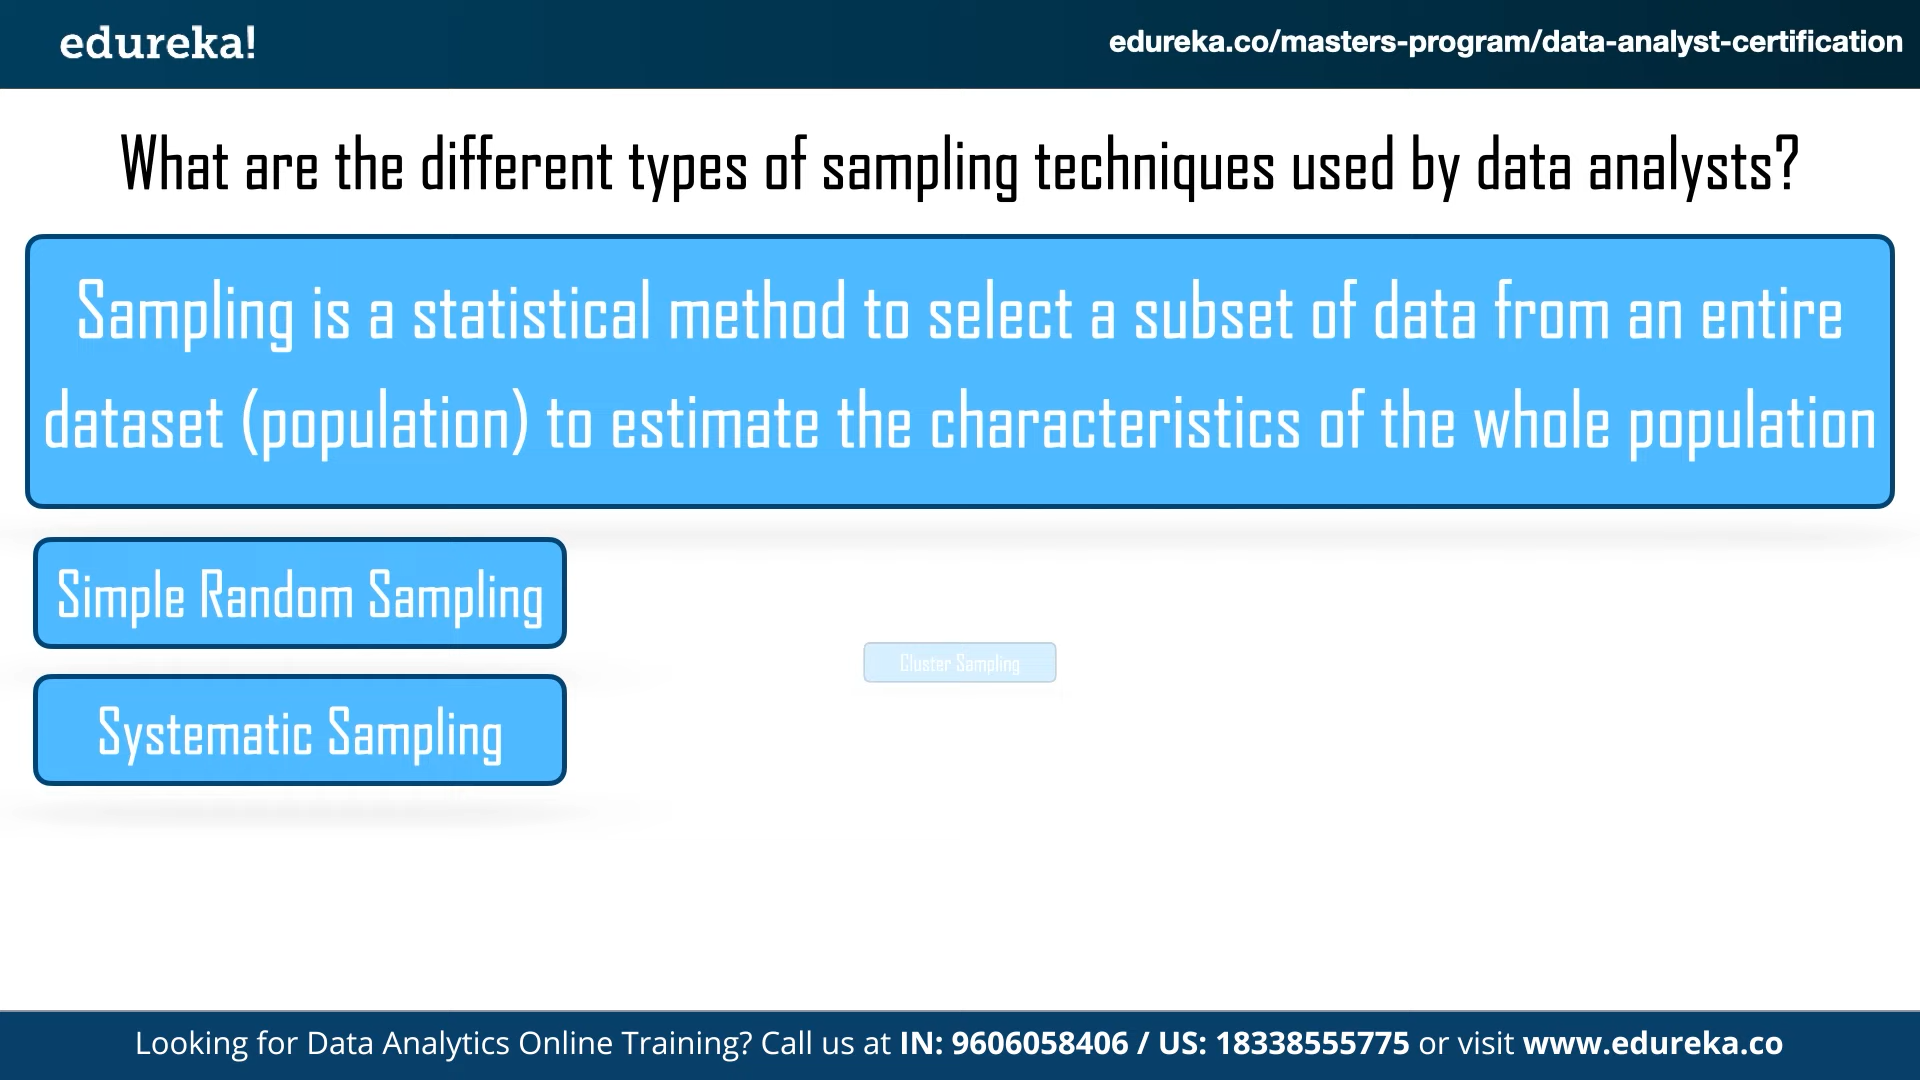 edureka!
edureka.co/masters-program/data-analyst-certification
What are the different types of sampling techniques used by data analysts?
Sampling is a statistical method to select a subset of data from an entire
dataset (population) to estimate the characteristics of the whole population
Simple Random Sampling
Cluster Sampling
Systematic Sampling
Looking for Data Analytics Online Training? Call us at IN: 9606058406 / US: 18338555775 or visit www.edureka.co